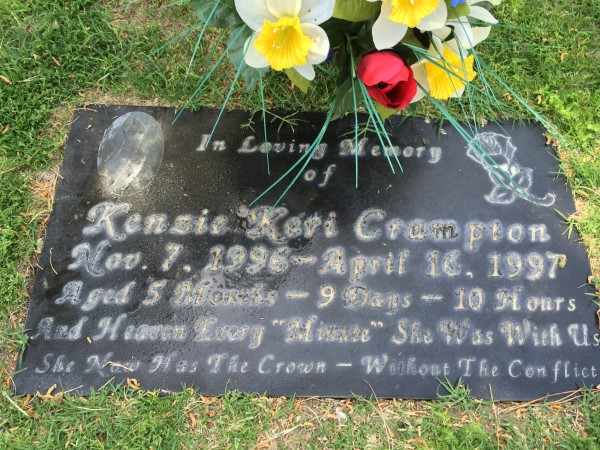 In Loving Memory
of
Kenzie Keri Crampton
Nov. 7, 1996 – April 16, 1997
Aged 5 Months – 9 Days – 10 Hours
And Heaven Every "Minute" She Was With Us
She Now Has The Crown – Without The Conflict